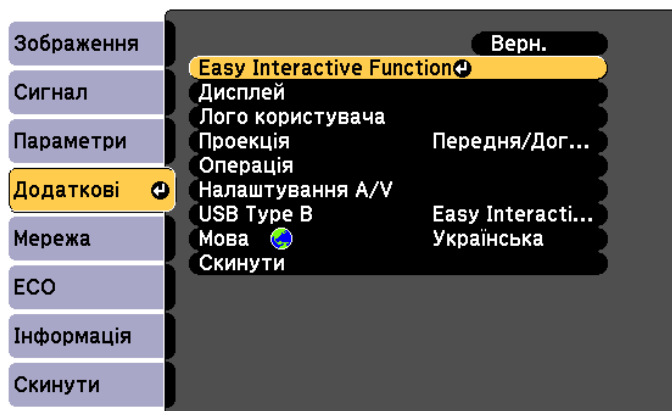 Зображення
Сигнал
Параметри
Додаткові
Мережа
ECO
Інформація
Скинути
Верн.
Easy Interactive Function
Дисплей
Лого користувача
Проекція Передня/Дог...
Операція
Налаштування A/V
USB Type B Easy Interacti...
Мова Українська
Скинути